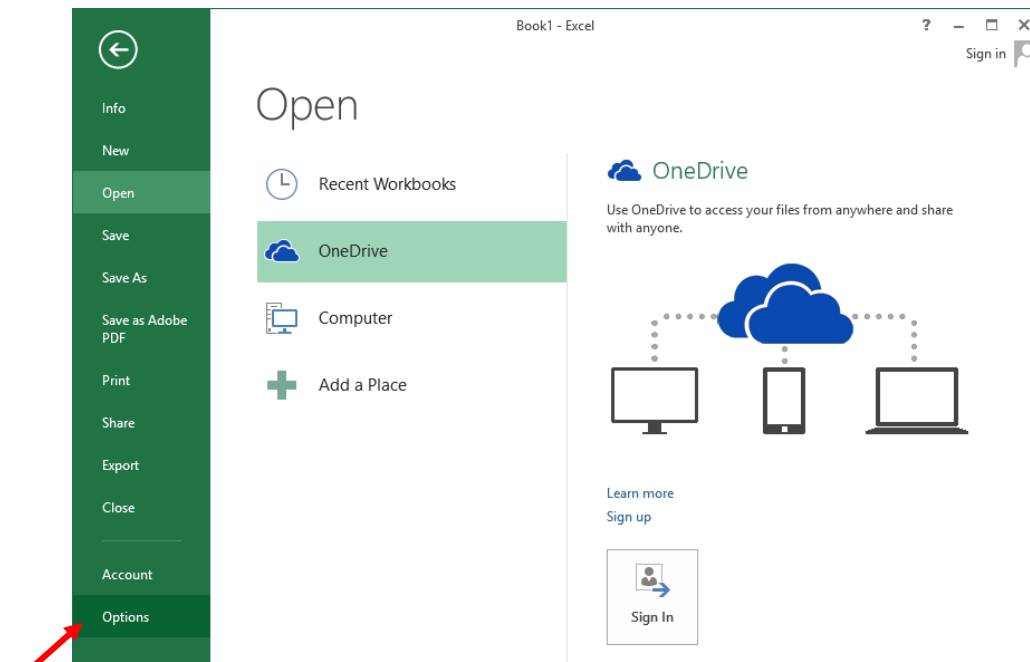 Book1 - Excel
?
Sign in
Info
New
Open
Save
Save As
Save as Adobe
PDF
Print
Share
Export
Close
Account
Options
Open
Recent Workbooks
OneDrive
Computer
Add a Place
OneDrive
Use OneDrive to access your files from anywhere and share
with anyone.
Learn more
Sign up
Sign In